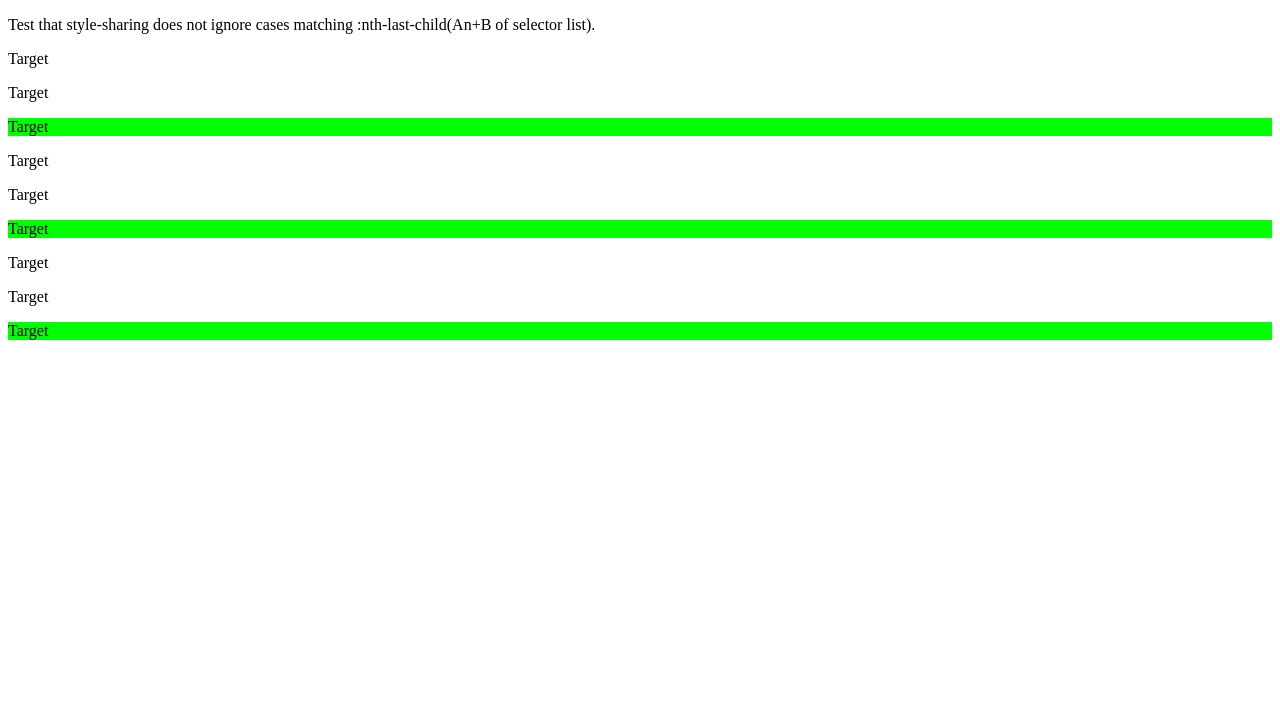 Test that style-sharing does not ignore cases matching :nth-last-child(An+B of selector list).
Target
Target
Target
Target
Target
Target
Target
Target
Target